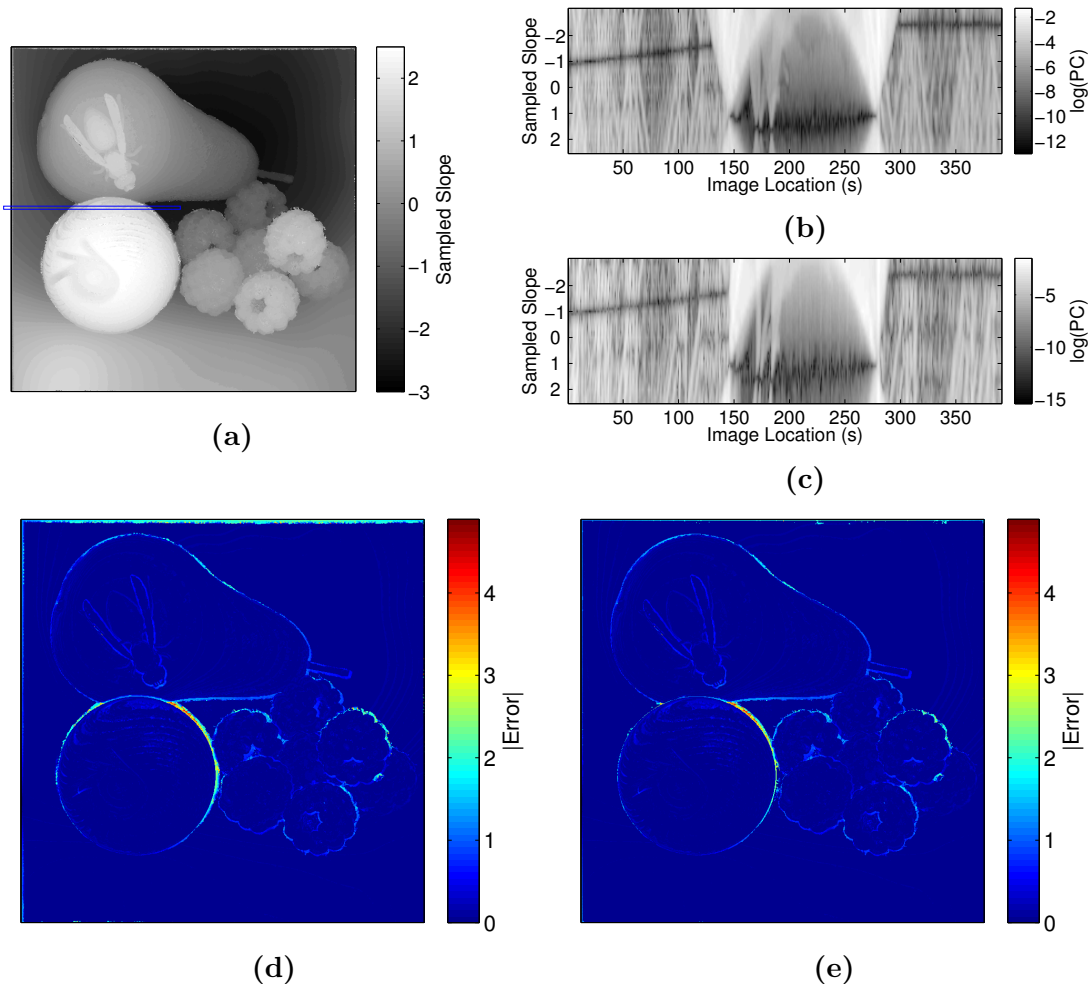 2
1
0
−1
−2
−3
Sampled Slope
(a)
−2
−1
0
1
2
Sampled Slope
50 100 150 200 250 300 350
Image Location (s)
−2
−4
−6
−8
−10
−12
log(PC)
(b)
−2
−1
0
1
2
Sampled Slope
50 100 150 200 250 300 350
Image Location (s)
−5
−10
−15
log(PC)
(c)
4
3
2
1
0
|Error|
(d)
4
3
2
1
0
|Error|
(e)